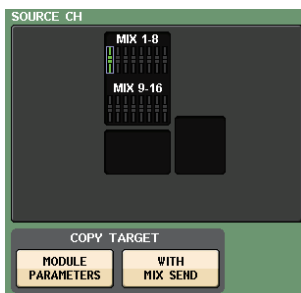 SOURCE CH
MIX 1-8
MIX 9-16
COPY TARGET
MODULE
PARAMETERS
WITH
MIX SEND